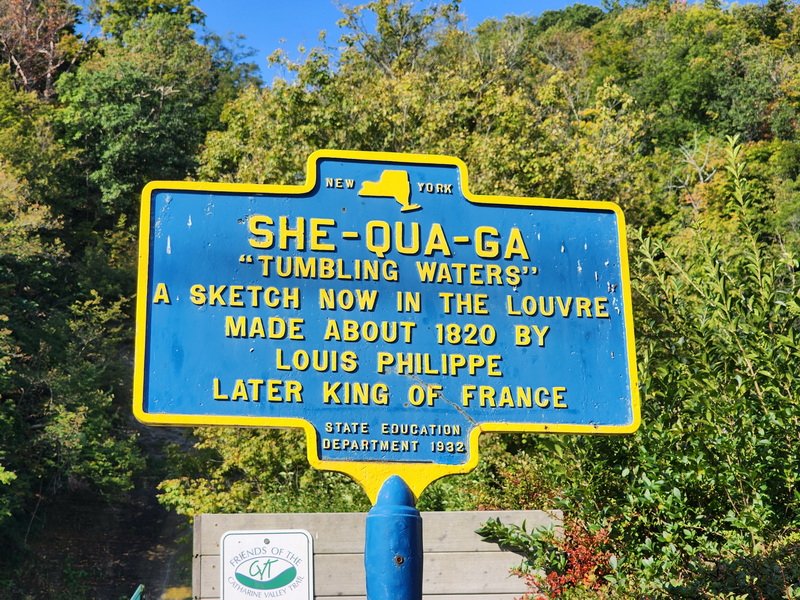 NEW YORK
SHE-QUA-GA
"TUMBLING WATERS"
A SKETCH NOW IN THE LOUVRE
MADE ABOUT 1820 BY
LOUIS PHILIPPE
LATER KING OF FRANCE
STATE EDUCATION
DEPARTMENT 1932
FRIENDS OF THE
CVT
CATHARINE VALLEY TRAIL